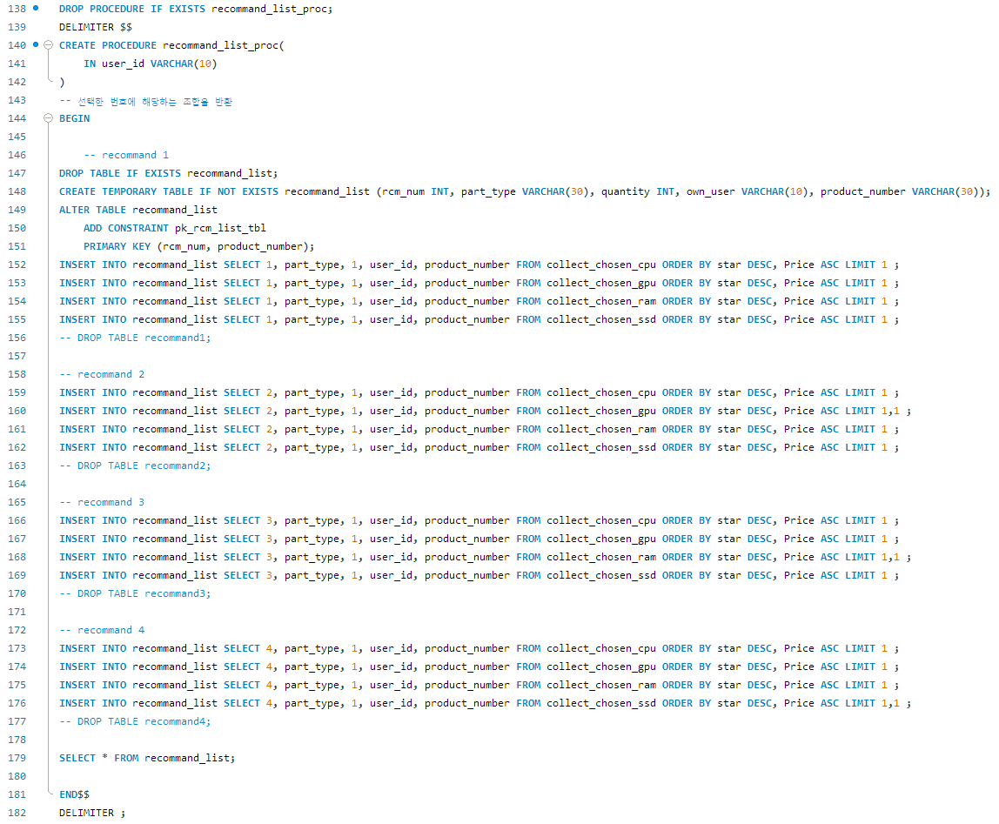 138 DROP PROCEDURE IF EXISTS recommand_list_proc;
139 DELIMITER $$
140 CREATE PROCEDURE recommand_list_proc(
141 IN user_id VARCHAR(10)
142 )
143 -- 선택한 번호에 해당하는 조합을 반환
144 BEGIN
145
146 -- recommand 1
147 DROP TABLE IF EXISTS recommand_list;
148 CREATE TEMPORARY TABLE IF NOT EXISTS recommand_list (rcm_num INT, part_type VARCHAR(30), quantity INT, own_user VARCHAR(10), product_number VARCHAR(30));
149 ALTER TABLE recommand_list
150 ADD CONSTRAINT pk_rcm_list_tbl
151 PRIMARY KEY (rcm_num, product_number);
152 INSERT INTO recommand_list SELECT 1, part_type, 1, user_id, product_number FROM collect_chosen_cpu ORDER BY star DESC, Price ASC LIMIT 1 ;
153 INSERT INTO recommand_list SELECT 1, part_type, 1, user_id, product_number FROM collect_chosen_gpu ORDER BY star DESC, Price ASC LIMIT 1 ;
154 INSERT INTO recommand_list SELECT 1, part_type, 1, user_id, product_number FROM collect_chosen_ram ORDER BY star DESC, Price ASC LIMIT 1 ;
155 INSERT INTO recommand_list SELECT 1, part_type, 1, user_id, product_number FROM collect_chosen_ssd ORDER BY star DESC, Price ASC LIMIT 1 ;
156 -- DROP TABLE recommand1;
157
158 -- recommand 2
159 INSERT INTO recommand_list SELECT 2, part_type, 1, user_id, product_number FROM collect_chosen_cpu ORDER BY star DESC, Price ASC LIMIT 1 ;
160 INSERT INTO recommand_list SELECT 2, part_type, 1, user_id, product_number FROM collect_chosen_gpu ORDER BY star DESC, Price ASC LIMIT 1,1 ;
161 INSERT INTO recommand_list SELECT 2, part_type, 1, user_id, product_number FROM collect_chosen_ram ORDER BY star DESC, Price ASC LIMIT 1 ;
162 INSERT INTO recommand_list SELECT 2, part_type, 1, user_id, product_number FROM collect_chosen_ssd ORDER BY star DESC, Price ASC LIMIT 1 ;
163 -- DROP TABLE recommand2;
164
165 -- recommand 3
166 INSERT INTO recommand_list SELECT 3, part_type, 1, user_id, product_number FROM collect_chosen_cpu ORDER BY star DESC, Price ASC LIMIT 1 ;
167 INSERT INTO recommand_list SELECT 3, part_type, 1, user_id, product_number FROM collect_chosen_gpu ORDER BY star DESC, Price ASC LIMIT 1 ;
168 INSERT INTO recommand_list SELECT 3, part_type, 1, user_id, product_number FROM collect_chosen_ram ORDER BY star DESC, Price ASC LIMIT 1,1 ;
169 INSERT INTO recommand_list SELECT 3, part_type, 1, user_id, product_number FROM collect_chosen_ssd ORDER BY star DESC, Price ASC LIMIT 1 ;
170 -- DROP TABLE recommand3;
171
172 -- recommand 4
173 INSERT INTO recommand_list SELECT 4, part_type, 1, user_id, product_number FROM collect_chosen_cpu ORDER BY star DESC, Price ASC LIMIT 1 ;
174 INSERT INTO recommand_list SELECT 4, part_type, 1, user_id, product_number FROM collect_chosen_gpu ORDER BY star DESC, Price ASC LIMIT 1 ;
175 INSERT INTO recommand_list SELECT 4, part_type, 1, user_id, product_number FROM collect_chosen_ram ORDER BY star DESC, Price ASC LIMIT 1 ;
176 INSERT INTO recommand_list SELECT 4, part_type, 1, user_id, product_number FROM collect_chosen_ssd ORDER BY star DESC, Price ASC LIMIT 1,1 ;
177 -- DROP TABLE recommand4;
178
179 SELECT * FROM recommand_list;
180
181 END$$
182 DELIMITER ;